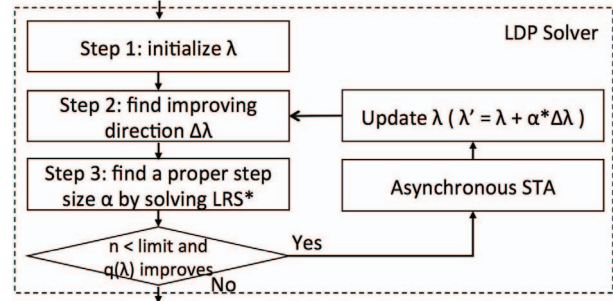 LDP Solver
Step 1: initialize λ
Step 2: find improving
direction Δλ
Update λ ( λ' = λ + α*Δλ )
Step 3: find a proper step
size α by solving LRS*
Asynchronous STA
n < limit and
q(λ) improves
Yes
No